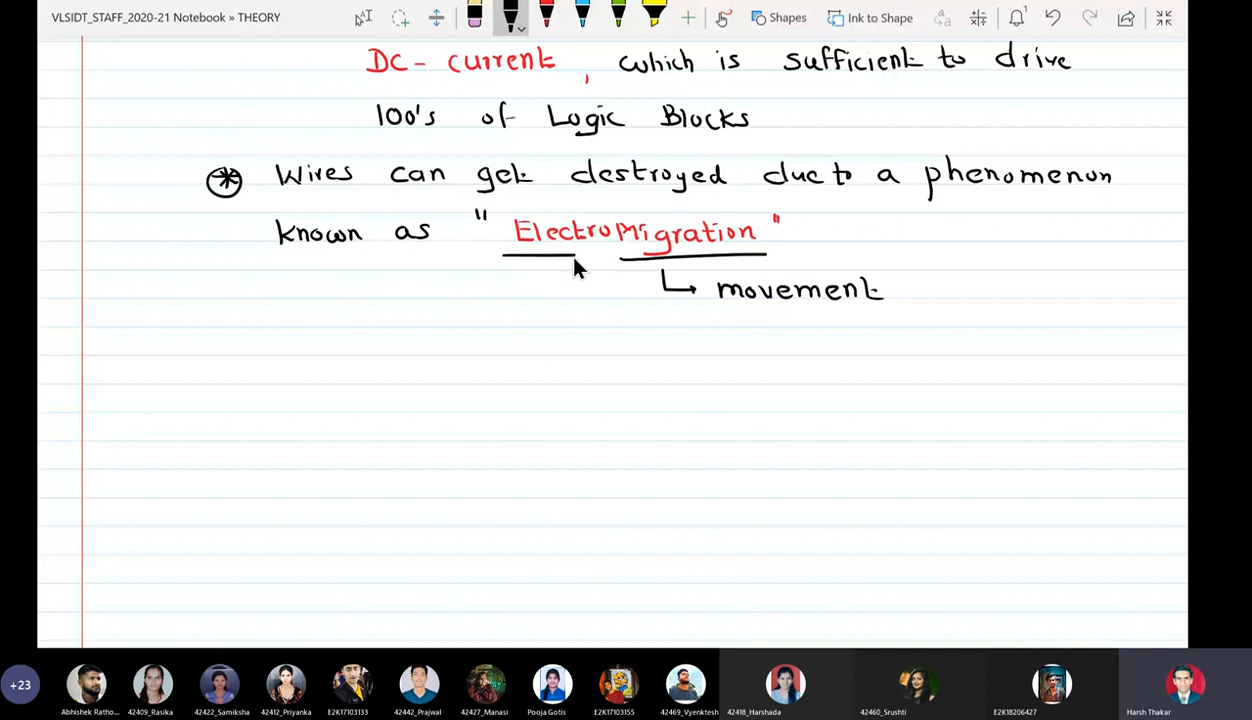 VLSIDT_STAFF_2020-21 Notebook » THEORY
Shapes
Ink to Shape
DC - current, which is sufficient to drive
100's of Logic Blocks
* Wires can get destroyed due to a phenomenon
known as "ElectroMigration"
movement
+23
Abhishek Ratho...
42409_Rasika
42422_Samiksha
42412_Priyanka
E2K17103133
42442_Prajwal
42427_Manasi
Pooja Gotis
E2K17103155
42469_Vyenktesh
42418_Harshada
42460_Srushti
E2K18206427
Harsh Thakar